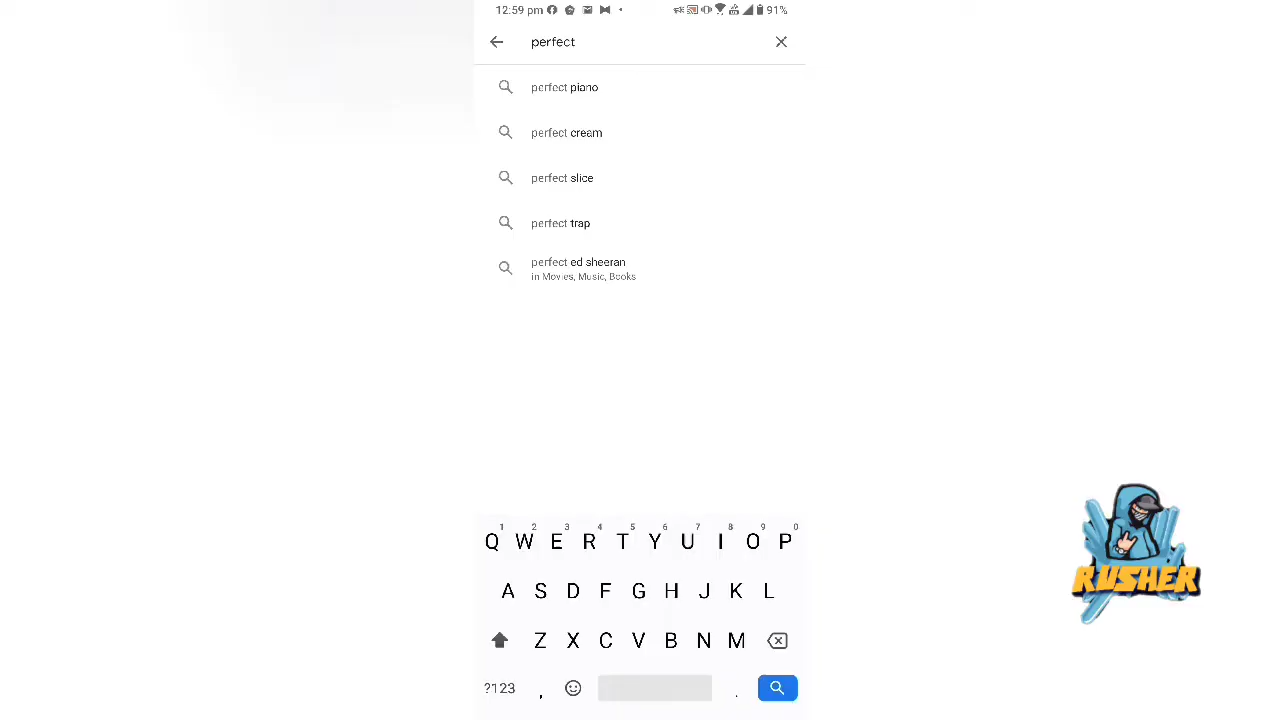 12:59 pm
91%
perfect
perfect piano
perfect cream
perfect slice
perfect trap
perfect ed sheeran
in Movies, Music, Books
1 2 3 4 5 6 7 8 9 0
Q W E R T Y U I O P
A S D F G H J K L
Z X C V B N M
?123 , .
RUSHER